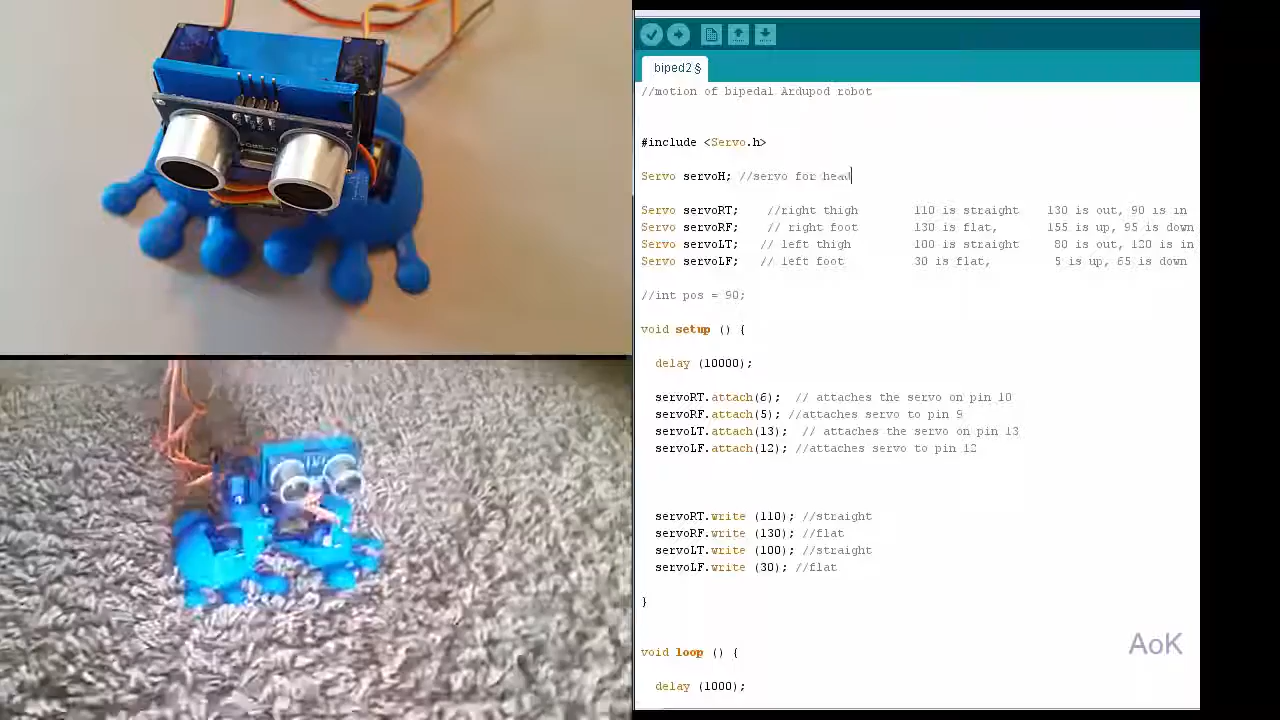 biped2§
//motion of bipedal Ardupod robot
#include <Servo.h>
Servo servoH; //servo for head
Servo servoRT; //right thigh 110 is straight 130 is out, 90 is in
Servo servoRF; // right foot 130 is flat, 155 is up, 95 is down
Servo servoLT; // left thigh 100 is straight 80 is out, 120 is in
Servo servoLF; // left foot 30 is flat, 5 is up, 65 is down
//int pos = 90;
void setup () {
delay (10000);
servoRT.attach(6); // attaches the servo on pin 10
servoRF.attach(5); //attaches servo to pin 9
servoLT.attach(13); // attaches the servo on pin 13
servoLF.attach(12); //attaches servo to pin 12
servoRT.write (110); //straight
servoRF.write (130); //flat
servoLT.write (100); //straight
servoLF.write (30); //flat
}
void loop () {
delay (1000);
AoK